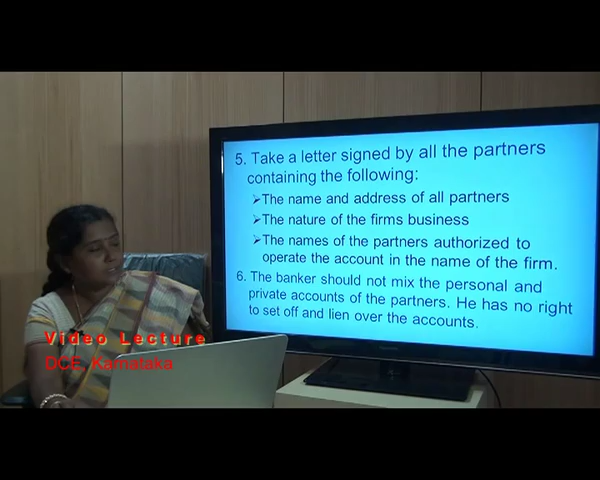 5. Take a letter signed by all the partners
containing the following:
➢The name and address of all partners
➢The nature of the firms business
➢The names of the partners authorized to
operate the account in the name of the firm.
6. The banker should not mix the personal and
private accounts of the partners. He has no right
to set off and lien over the accounts.
Video Lecture
DCE, Karnataka